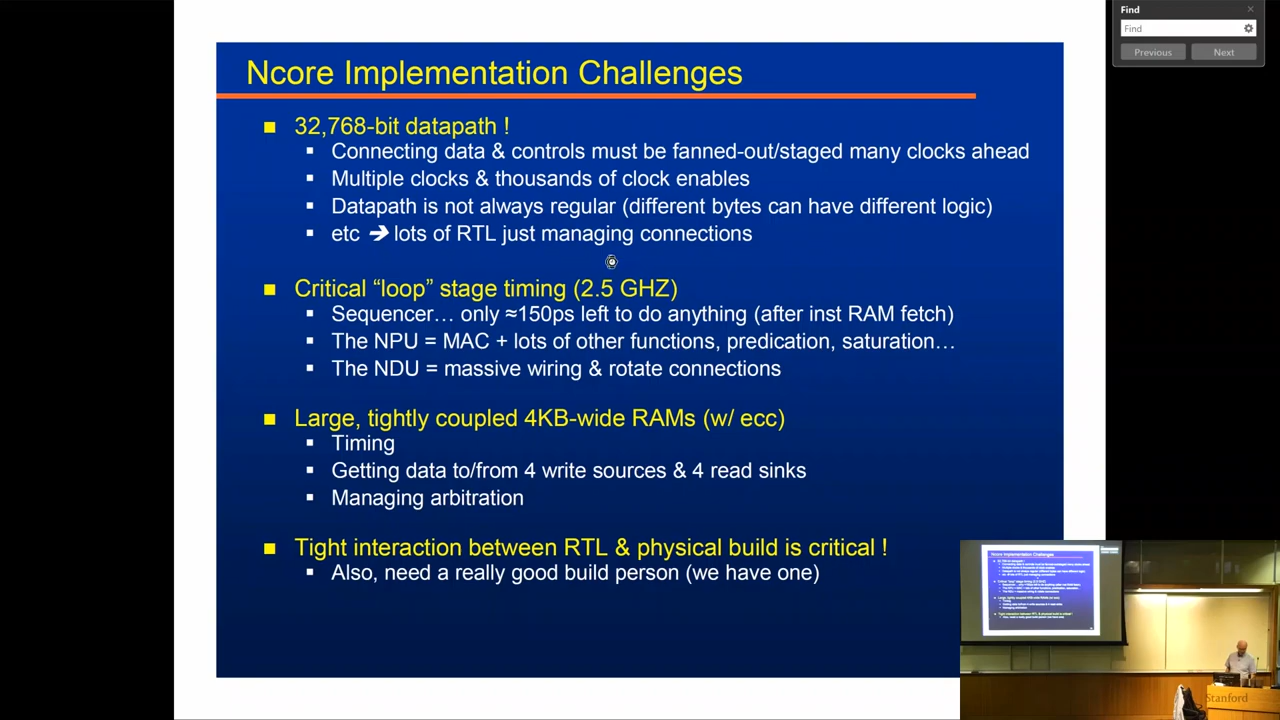 Find
Find
Previous
Next
Ncore Implementation Challenges
32,768-bit datapath !
Connecting data & controls must be fanned-out/staged many clocks ahead
Multiple clocks & thousands of clock enables
Datapath is not always regular (different bytes can have different logic)
etc ➔ lots of RTL just managing connections
Critical “loop” stage timing (2.5 GHZ)
Sequencer… only ≈150ps left to do anything (after inst RAM fetch)
The NPU = MAC + lots of other functions, predication, saturation…
The NDU = massive wiring & rotate connections
Large, tightly coupled 4KB-wide RAMs (w/ ecc)
Timing
Getting data to/from 4 write sources & 4 read sinks
Managing arbitration
Tight interaction between RTL & physical build is critical !
Also, need a really good build person (we have one)
Ncore Implementation Challenges
Stanford